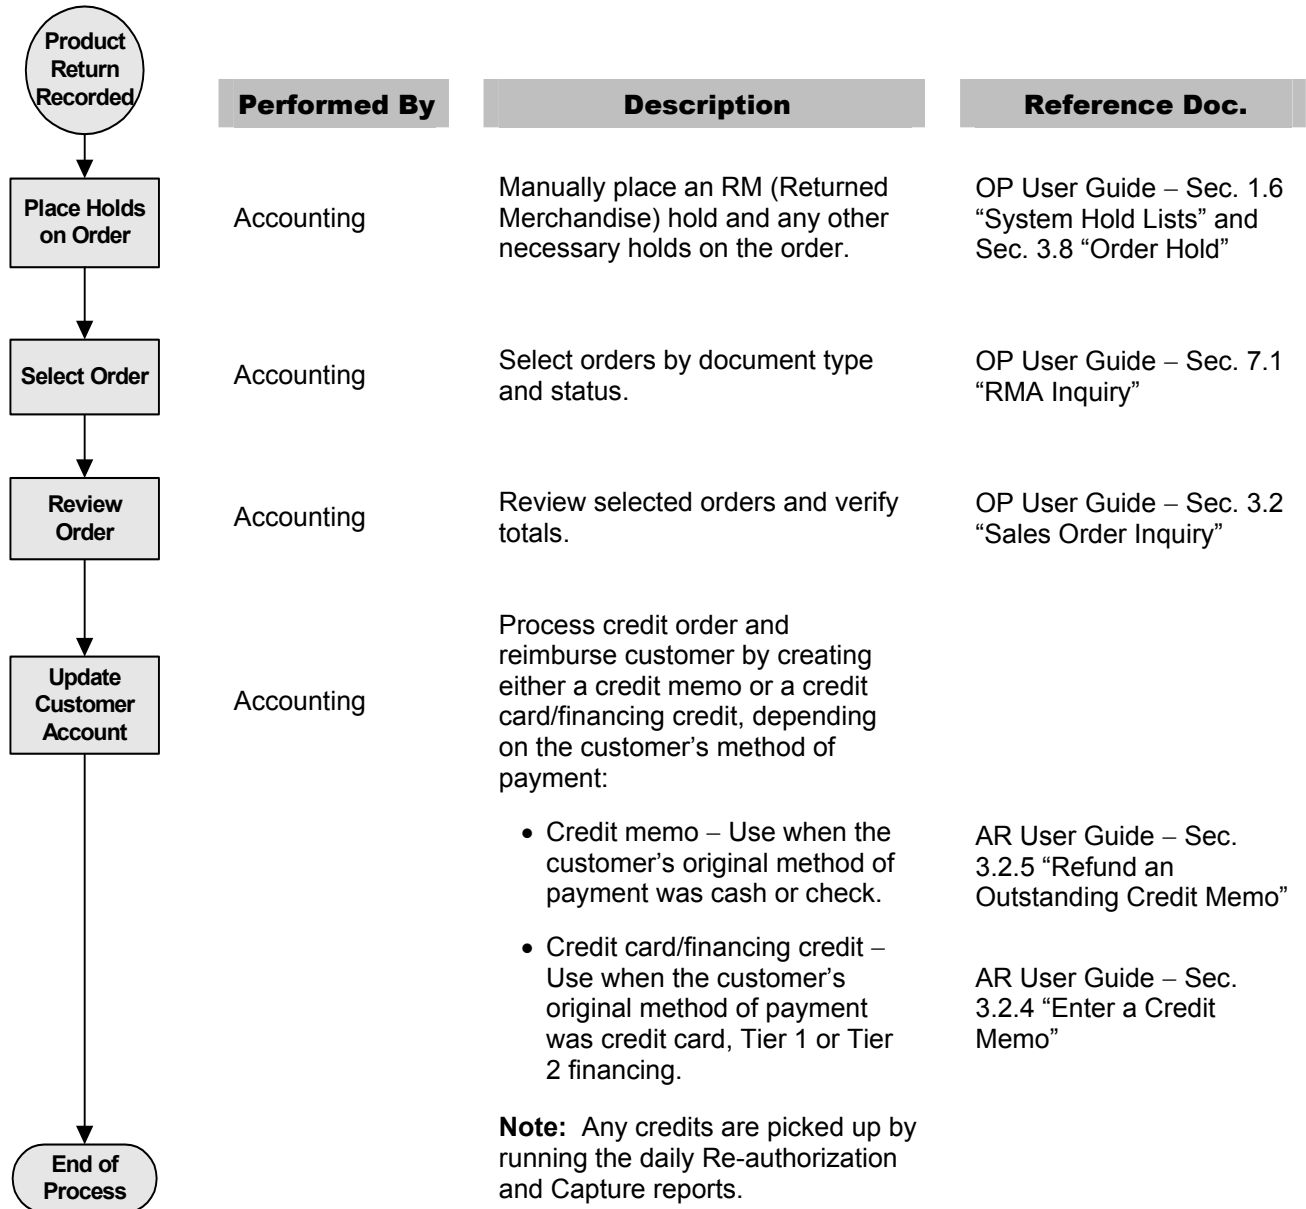 Product
Return
Recorded
Performed By
Description
Reference Doc.
Place Holds
on Order
Accounting
Manually place an RM (Returned
Merchandise) hold and any other
necessary holds on the order.
OP User Guide – Sec. 1.6
“System Hold Lists” and
Sec. 3.8 “Order Hold”
Select Order
Accounting
Select orders by document type
and status.
OP User Guide – Sec. 7.1
“RMA Inquiry”
Review
Order
Accounting
Review selected orders and verify
totals.
OP User Guide – Sec. 3.2
“Sales Order Inquiry”
Update
Customer
Account
Accounting
Process credit order and
reimburse customer by creating
either a credit memo or a credit
card/financing credit, depending
on the customer’s method of
payment:
• Credit memo – Use when the
customer’s original method of
payment was cash or check.
AR User Guide – Sec.
3.2.5 “Refund an
Outstanding Credit Memo”
• Credit card/financing credit –
Use when the customer’s
original method of payment
was credit card, Tier 1 or Tier
2 financing.
AR User Guide – Sec.
3.2.4 “Enter a Credit
Memo”
Note: Any credits are picked up by
running the daily Re-authorization
and Capture reports.
End of
Process